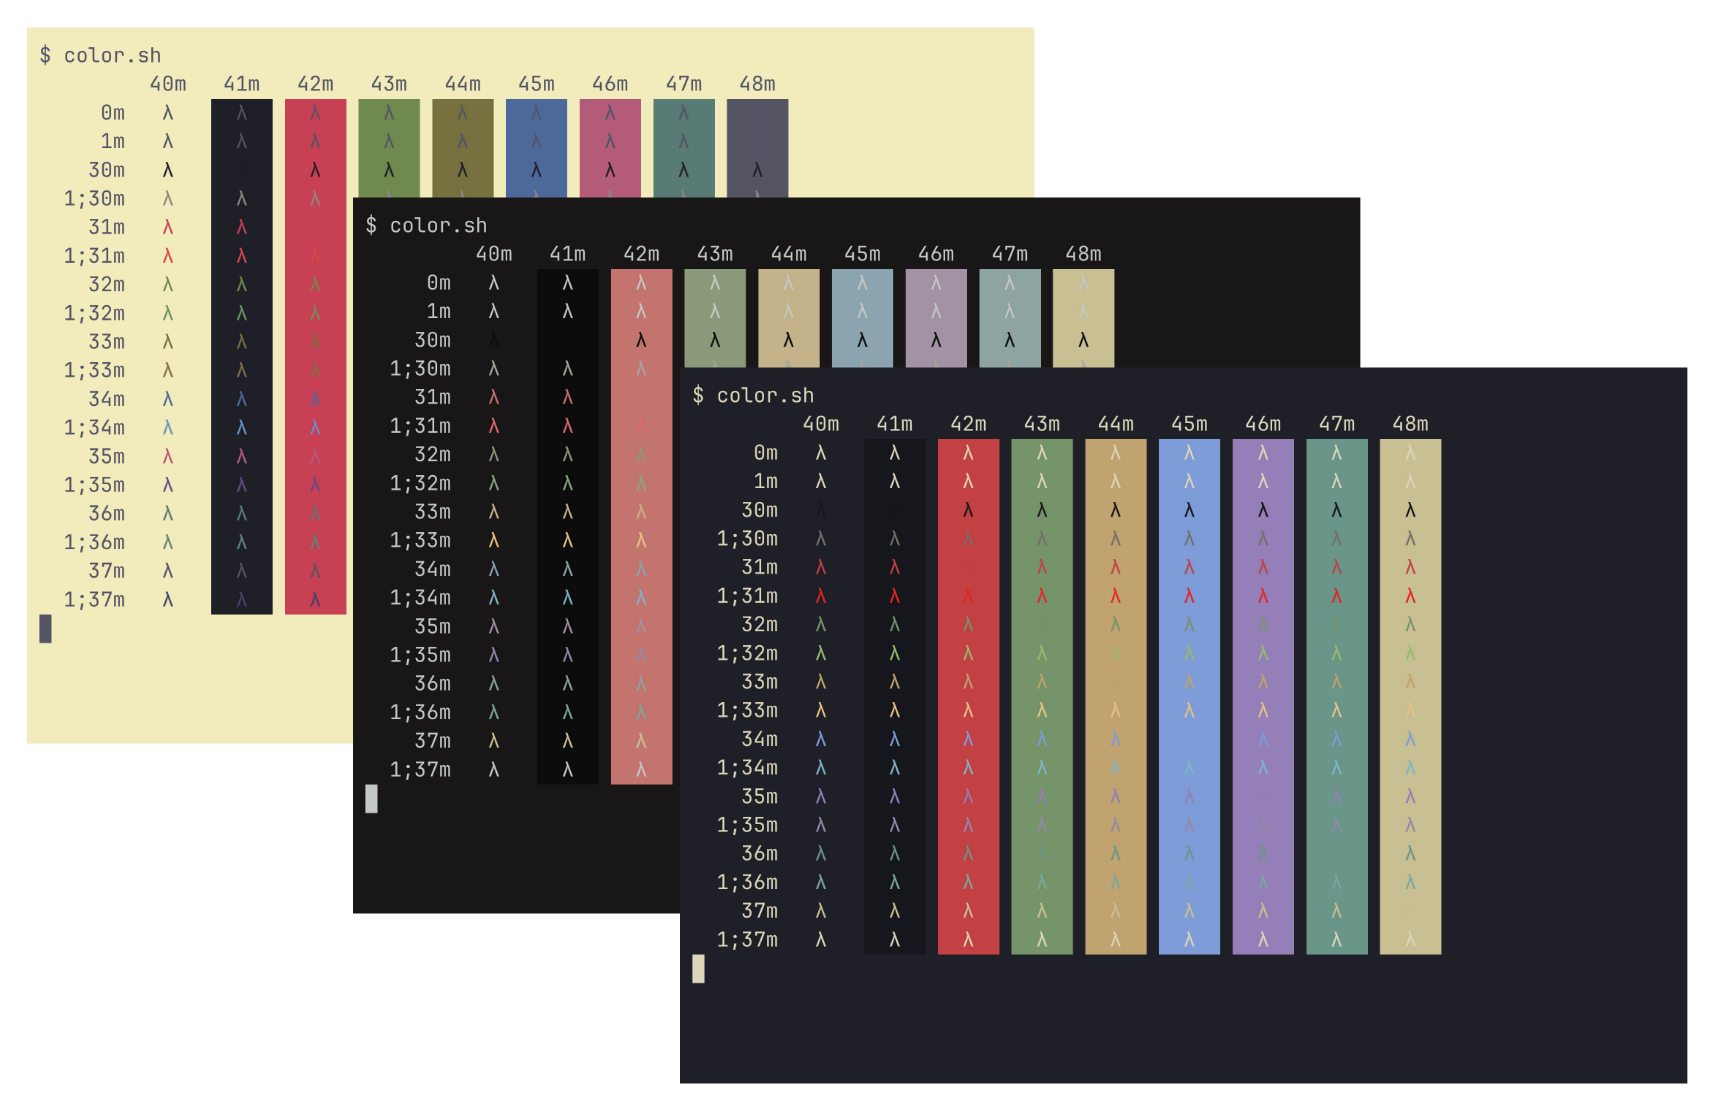 $ color.sh
40m 41m 42m 43m 44m 45m 46m 47m 48m
0m λ λ λ λ λ λ λ λ
1m λ λ λ λ λ λ λ λ
30m λ λ λ λ λ λ λ λ
1;30m λ λ λ
31m λ λ
1;31m λ λ λ
32m λ λ λ
1;32m λ λ λ
33m λ λ λ
1;33m λ λ λ
34m λ λ λ
1;34m λ λ λ
35m λ λ λ
1;35m λ λ λ
36m λ λ λ
1;36m λ λ λ
37m λ λ λ
1;37m λ λ λ
$ color.sh
40m 41m 42m 43m 44m 45m 46m 47m 48m
0m λ λ λ λ λ λ λ λ λ
1m λ λ λ λ λ λ λ λ λ
30m λ λ λ λ λ λ λ λ
1;30m λ λ λ
31m λ λ
1;31m λ λ λ
32m λ λ λ
1;32m λ λ λ
33m λ λ λ
1;33m λ λ λ
34m λ λ λ
1;34m λ λ λ
35m λ λ λ
1;35m λ λ λ
36m λ λ λ
1;36m λ λ λ
37m λ λ λ
1;37m λ λ λ
$ color.sh
40m 41m 42m 43m 44m 45m 46m 47m 48m
0m λ λ λ λ λ λ λ λ λ
1m λ λ λ λ λ λ λ λ λ
30m λ λ λ λ λ λ λ λ
1;30m λ λ λ λ λ λ λ λ λ
31m λ λ λ λ λ λ λ λ
1;31m λ λ λ λ λ λ λ λ λ
32m λ λ λ λ λ λ λ λ
1;32m λ λ λ λ λ λ λ λ λ
33m λ λ λ λ λ λ λ λ
1;33m λ λ λ λ λ λ λ λ λ
34m λ λ λ λ λ λ λ λ
1;34m λ λ λ λ λ λ λ λ λ
35m λ λ λ λ λ λ λ λ
1;35m λ λ λ λ λ λ λ λ λ
36m λ λ λ λ λ λ λ λ
1;36m λ λ λ λ λ λ λ λ λ
37m λ λ λ λ λ λ λ λ
1;37m λ λ λ λ λ λ λ λ λ